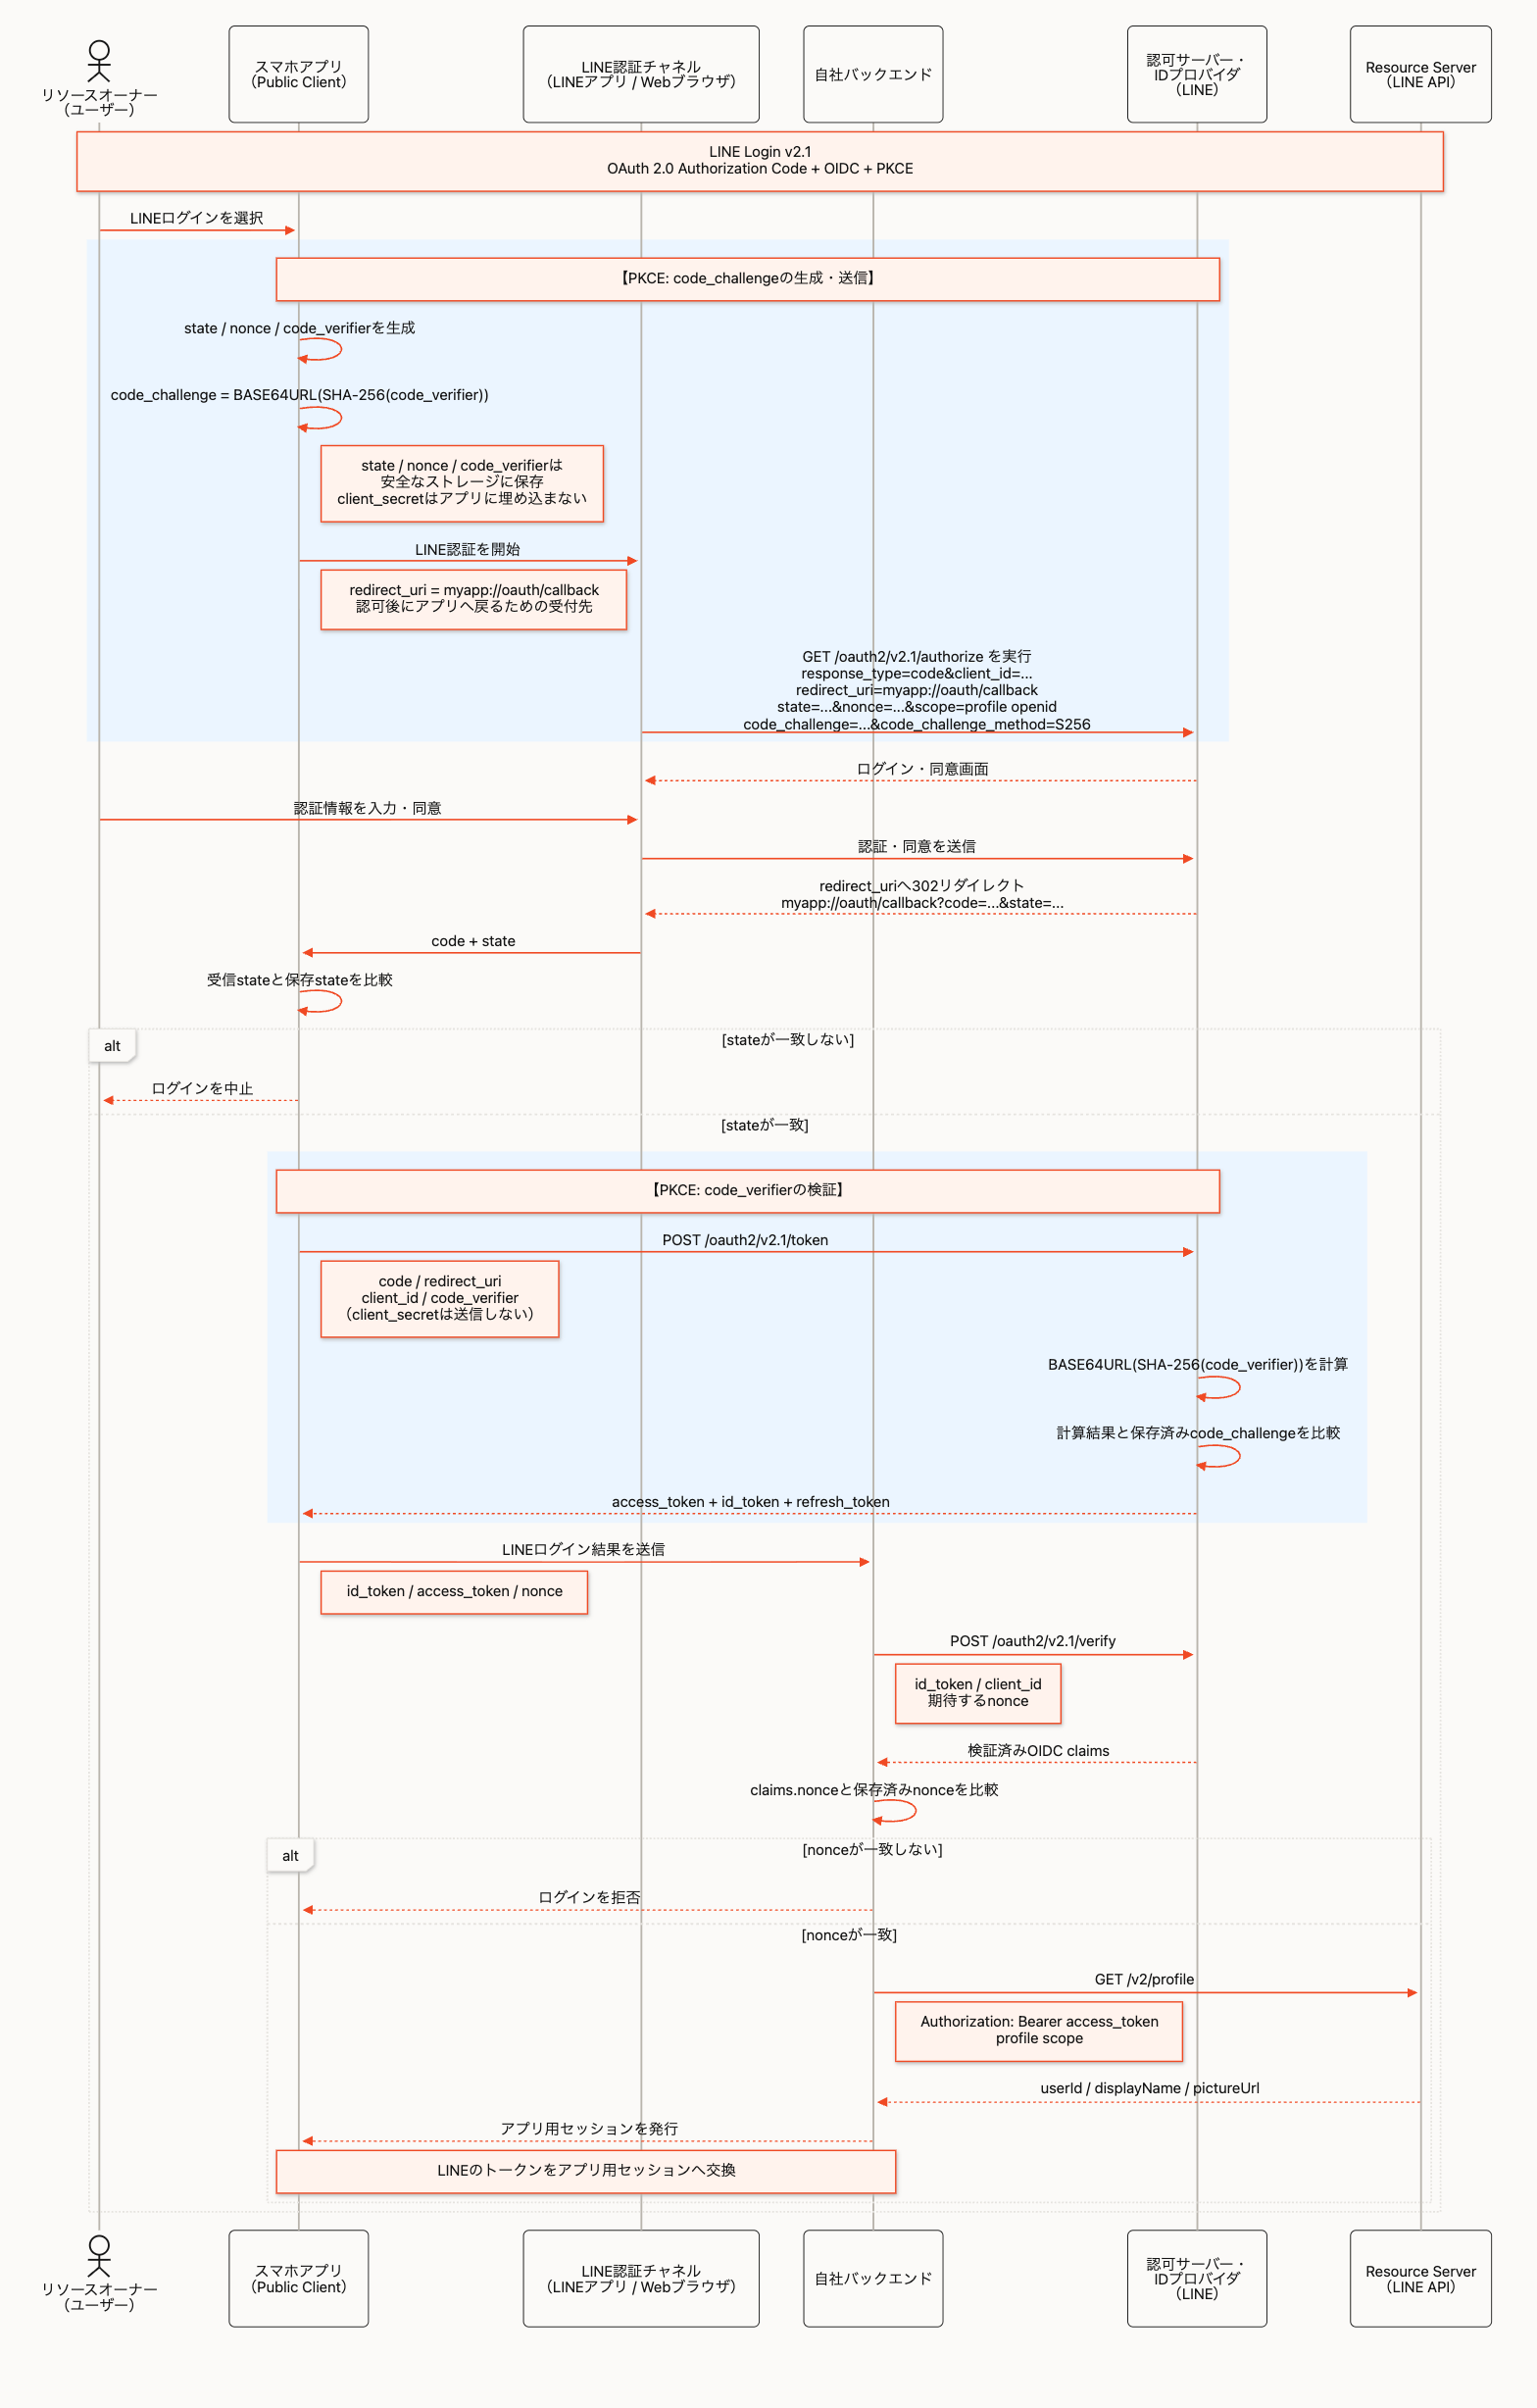 リソースオーナー
（ユーザー）
スマホアプリ
（Public Client）
LINE認証チャネル
（LINEアプリ / Webブラウザ）
自社バックエンド
認可サーバー・
IDプロバイダ
（LINE）
Resource Server
（LINE API）
LINE Login v2.1
OAuth 2.0 Authorization Code + OIDC + PKCE
LINEログインを選択
【PKCE: code_challengeの生成・送信】
state / nonce / code_verifierを生成
code_challenge = BASE64URL(SHA-256(code_verifier))
state / nonce / code_verifierは
安全なストレージに保存
client_secretはアプリに埋め込まない
LINE認証を開始
redirect_uri = myapp://oauth/callback
認可後にアプリへ戻るための受付先
GET /oauth2/v2.1/authorize を実行
response_type=code&client_id=...
redirect_uri=myapp://oauth/callback
state=...&nonce=...&scope=profile openid
code_challenge=...&code_challenge_method=S256
ログイン・同意画面
認証情報を入力・同意
認証・同意を送信
redirect_uriへ302リダイレクト
myapp://oauth/callback?code=...&state=...
code + state
受信stateと保存stateを比較
alt
[stateが一致しない]
ログインを中止
[stateが一致]
【PKCE: code_verifierの検証】
POST /oauth2/v2.1/token
code / redirect_uri
client_id / code_verifier
（client_secretは送信しない）
BASE64URL(SHA-256(code_verifier))を計算
計算結果と保存済みcode_challengeを比較
access_token + id_token + refresh_token
LINEログイン結果を送信
id_token / access_token / nonce
POST /oauth2/v2.1/verify
id_token / client_id
期待するnonce
検証済みOIDC claims
claims.nonceと保存済みnonceを比較
alt
[nonceが一致しない]
ログインを拒否
[nonceが一致]
GET /v2/profile
Authorization: Bearer access_token
profile scope
userId / displayName / pictureUrl
アプリ用セッションを発行
LINEのトークンをアプリ用セッションへ交換
リソースオーナー
（ユーザー）
スマホアプリ
（Public Client）
LINE認証チャネル
（LINEアプリ / Webブラウザ）
自社バックエンド
認可サーバー・
IDプロバイダ
（LINE）
Resource Server
（LINE API）